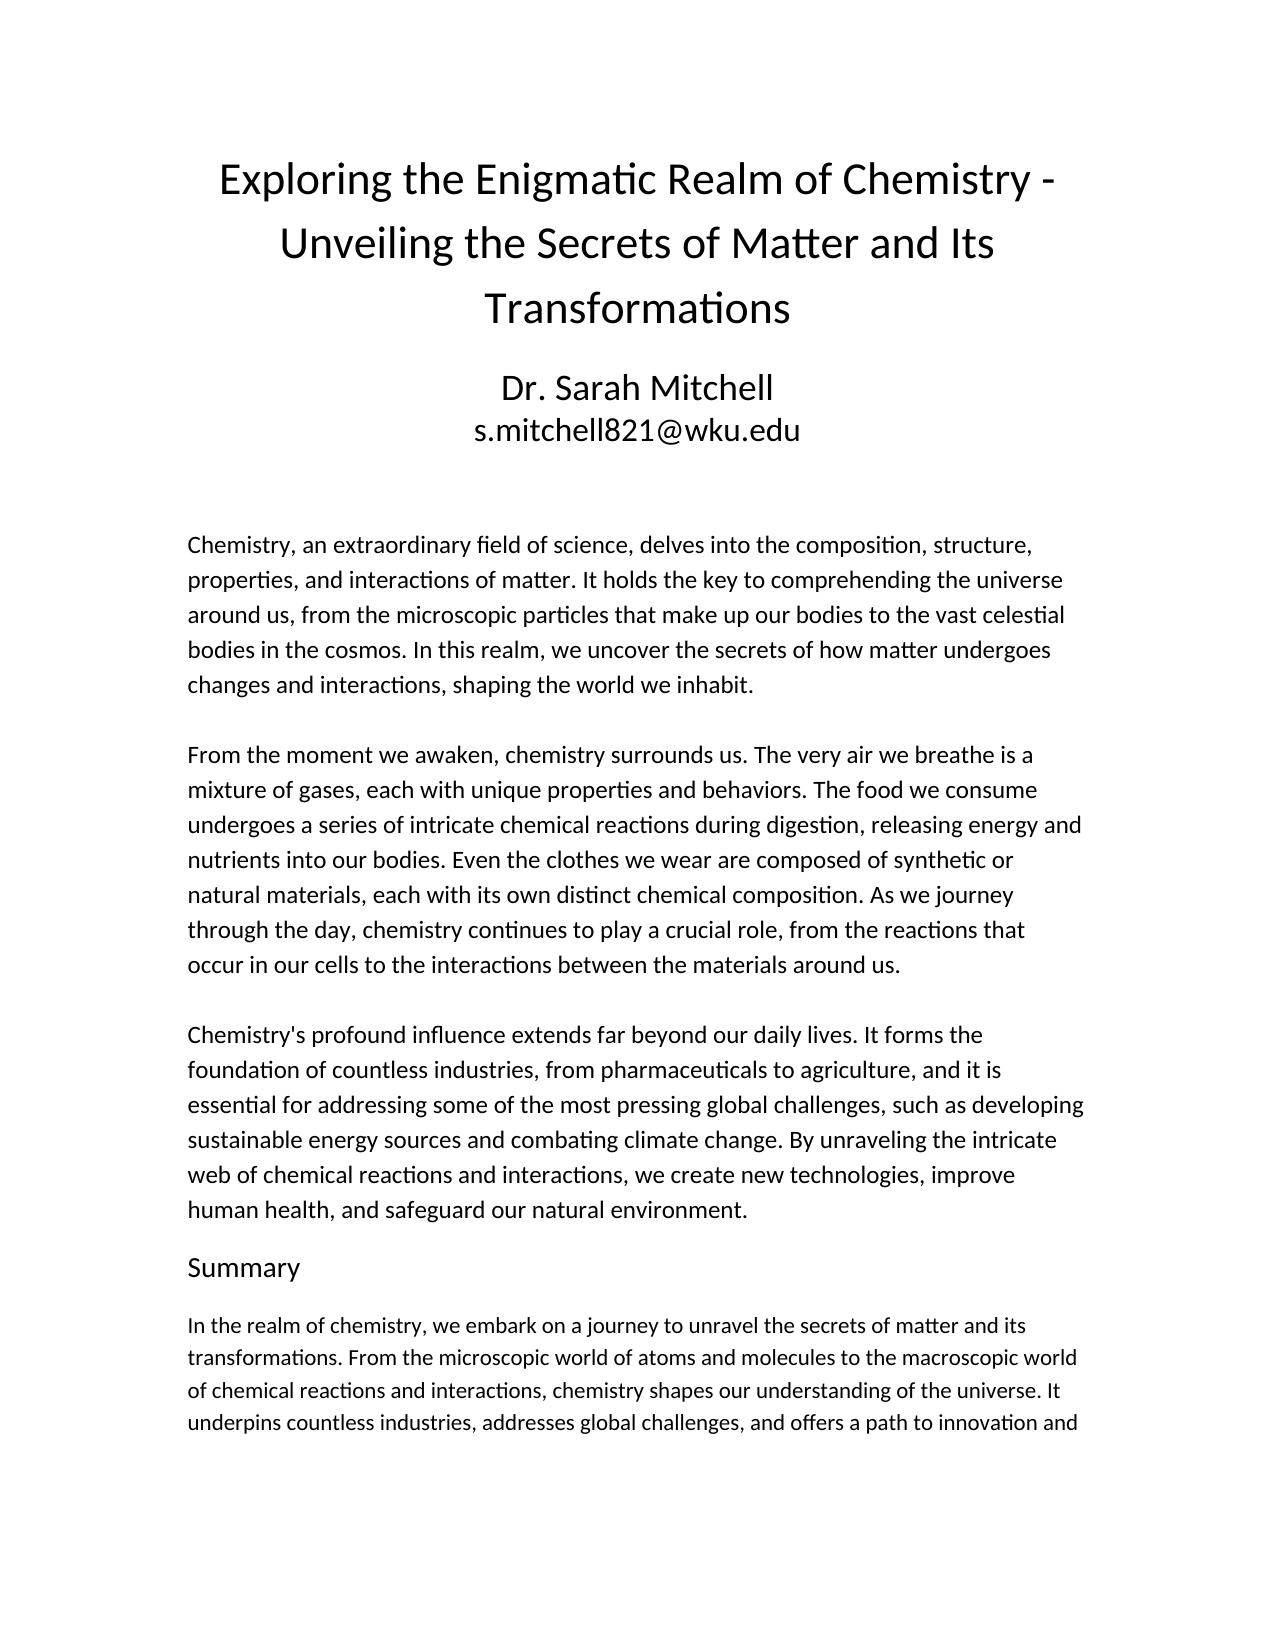 Exploring the Enigmatic Realm of Chemistry -
Unveiling the Secrets of Matter and Its
Transformations
Dr. Sarah Mitchell
s.mitchell821@wku.edu
Chemistry, an extraordinary field of science, delves into the composition, structure,
properties, and interactions of matter. It holds the key to comprehending the universe
around us, from the microscopic particles that make up our bodies to the vast celestial
bodies in the cosmos. In this realm, we uncover the secrets of how matter undergoes
changes and interactions, shaping the world we inhabit.
From the moment we awaken, chemistry surrounds us. The very air we breathe is a
mixture of gases, each with unique properties and behaviors. The food we consume
undergoes a series of intricate chemical reactions during digestion, releasing energy and
nutrients into our bodies. Even the clothes we wear are composed of synthetic or
natural materials, each with its own distinct chemical composition. As we journey
through the day, chemistry continues to play a crucial role, from the reactions that
occur in our cells to the interactions between the materials around us.
Chemistry's profound influence extends far beyond our daily lives. It forms the
foundation of countless industries, from pharmaceuticals to agriculture, and it is
essential for addressing some of the most pressing global challenges, such as developing
sustainable energy sources and combating climate change. By unraveling the intricate
web of chemical reactions and interactions, we create new technologies, improve
human health, and safeguard our natural environment.
Summary
In the realm of chemistry, we embark on a journey to unravel the secrets of matter and its
transformations. From the microscopic world of atoms and molecules to the macroscopic world
of chemical reactions and interactions, chemistry shapes our understanding of the universe. It
underpins countless industries, addresses global challenges, and offers a path to innovation and